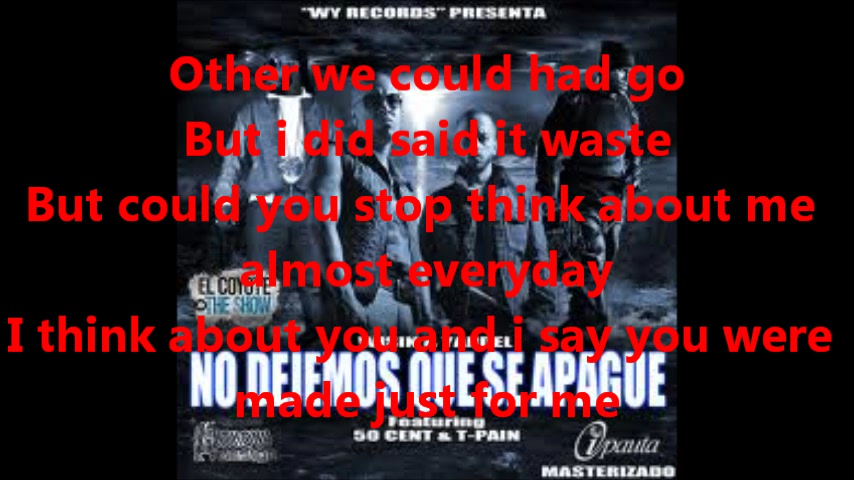 "WY RECORDS" PRESENTA
Other we could had go
But i did said it waste
But could you stop think about me
almost everyday
EL COYOTE
THE SHOW
I think about you and i say you were
NO DEJEMOS QUE SE APAGUE
made just for me
Featuring
50 CENT & T-PAIN
ipauta
MASTERIZADO